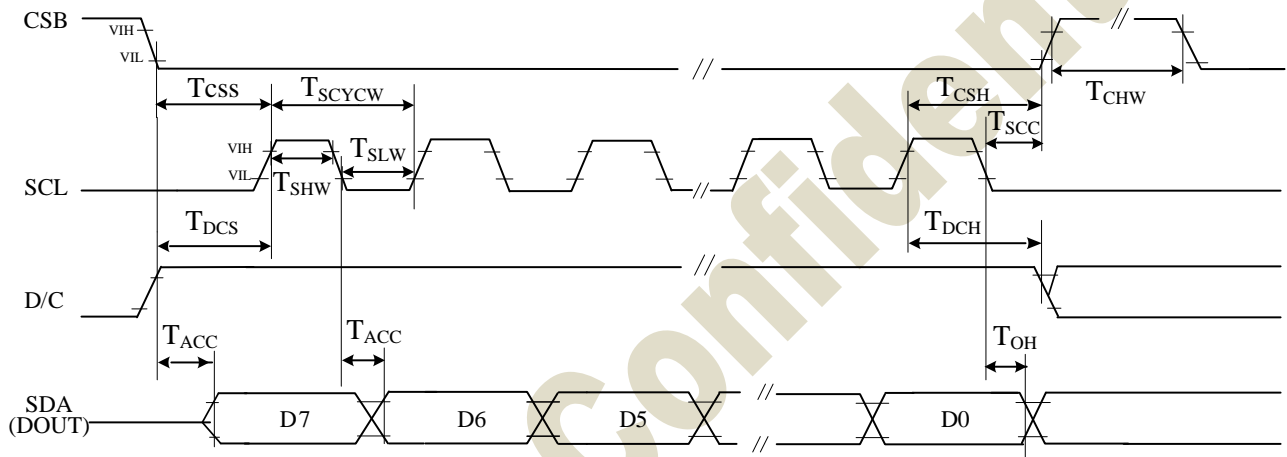 CSB
VIH
VIL
//
Tcss
TSCYCW
TCSH
TCHW
TSCC
SCL
VIH
VIL
TSHW
TSLW
//
TDCS
TDCH
D/C
//
TACC
TACC
TOH
SDA
(DOUT)
D7
D6
D5
//
D0
//
//
Confident